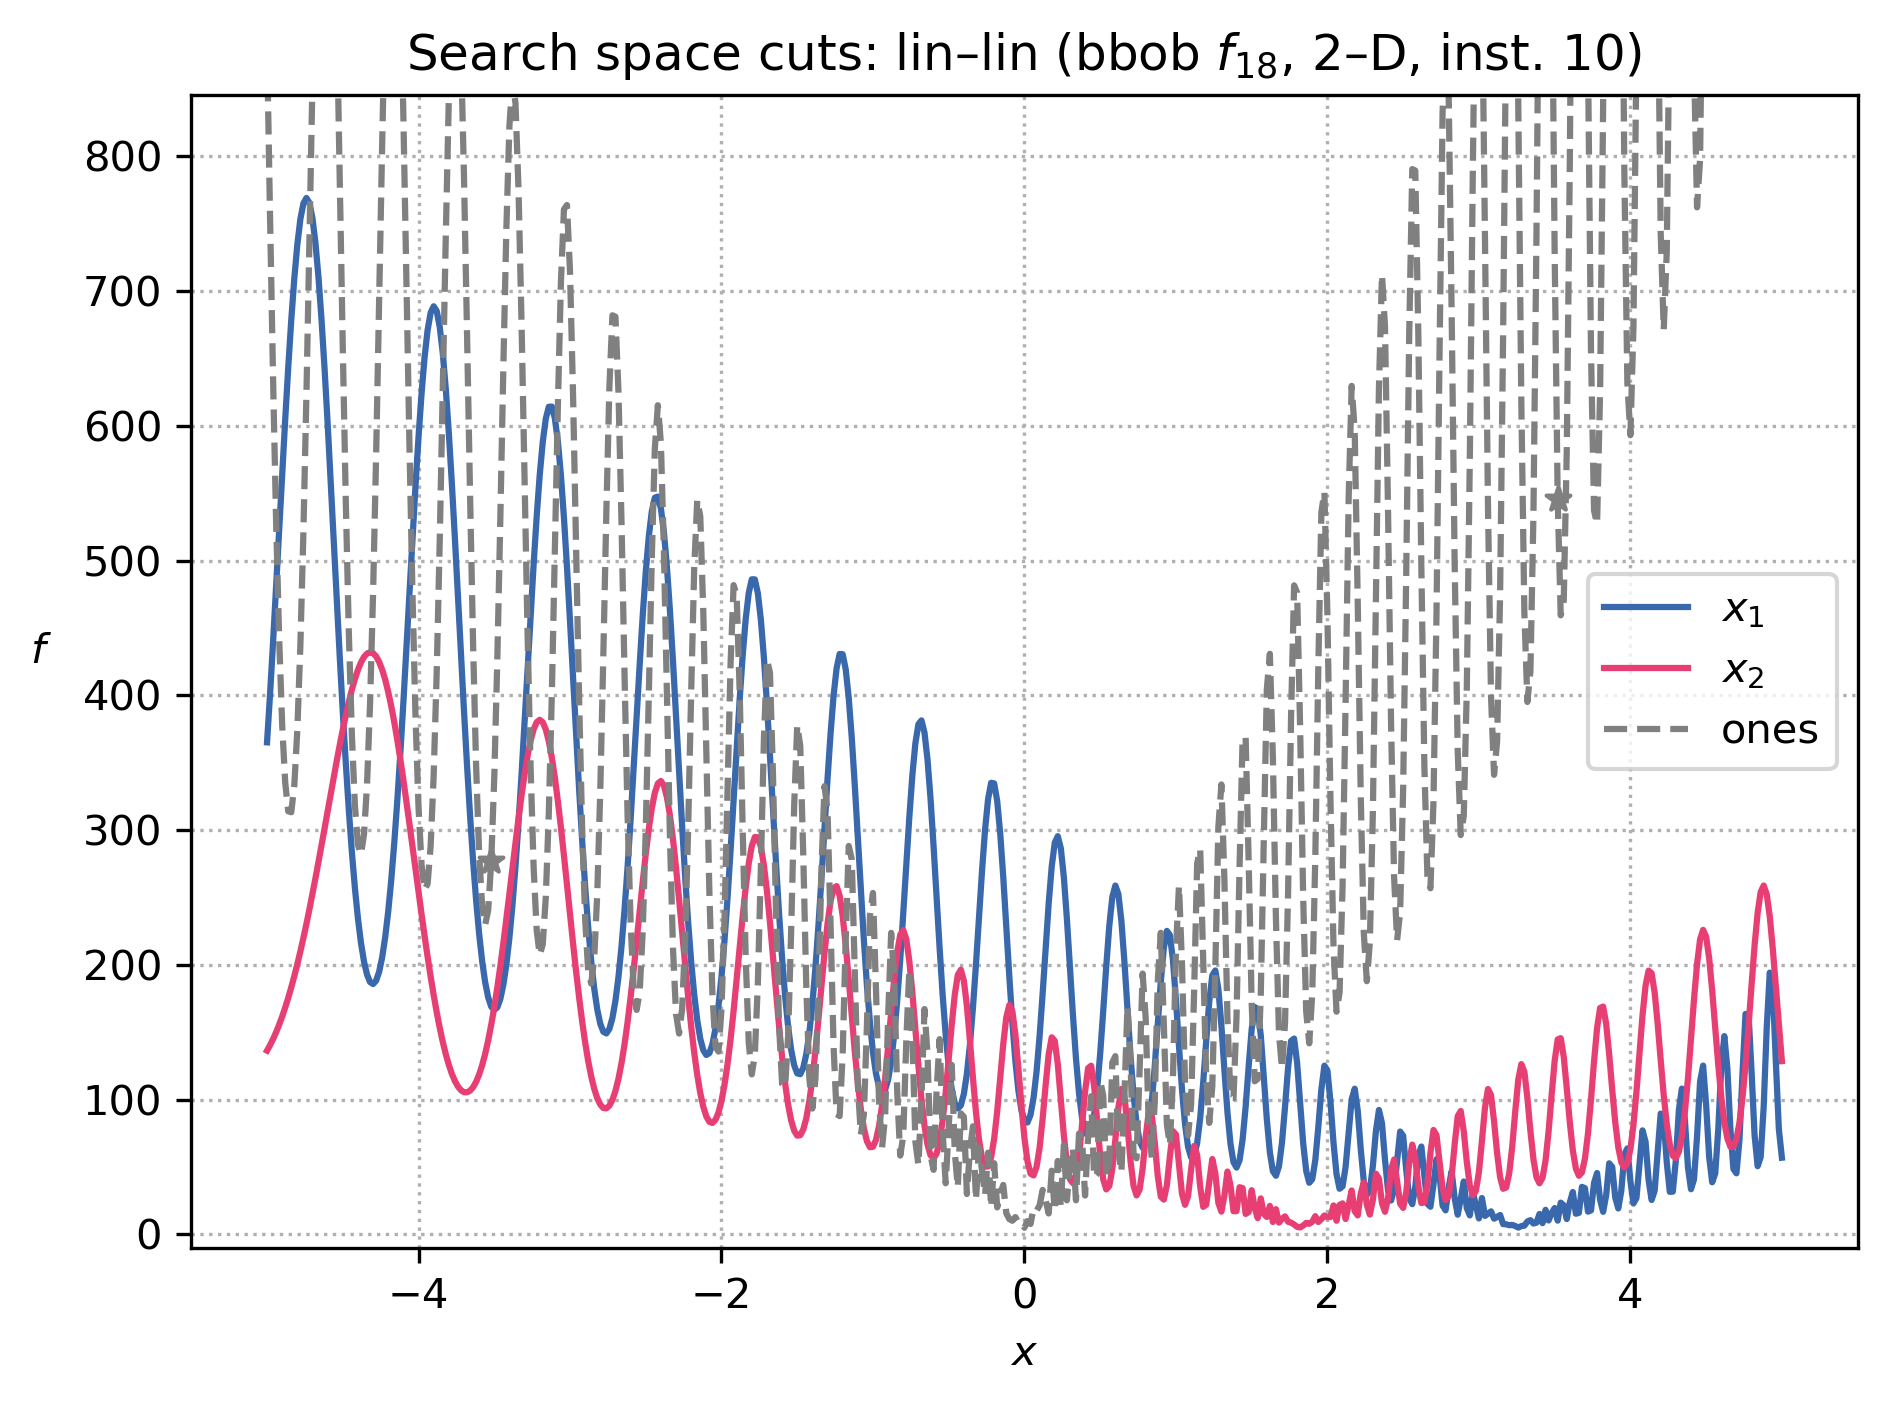 Search space cuts: lin–lin (bbob f₁₈, 2–D, inst. 10)
800
700
600
500
400
300
200
100
0
f
x₁
x₂
ones
−4 −2 0 2 4
x